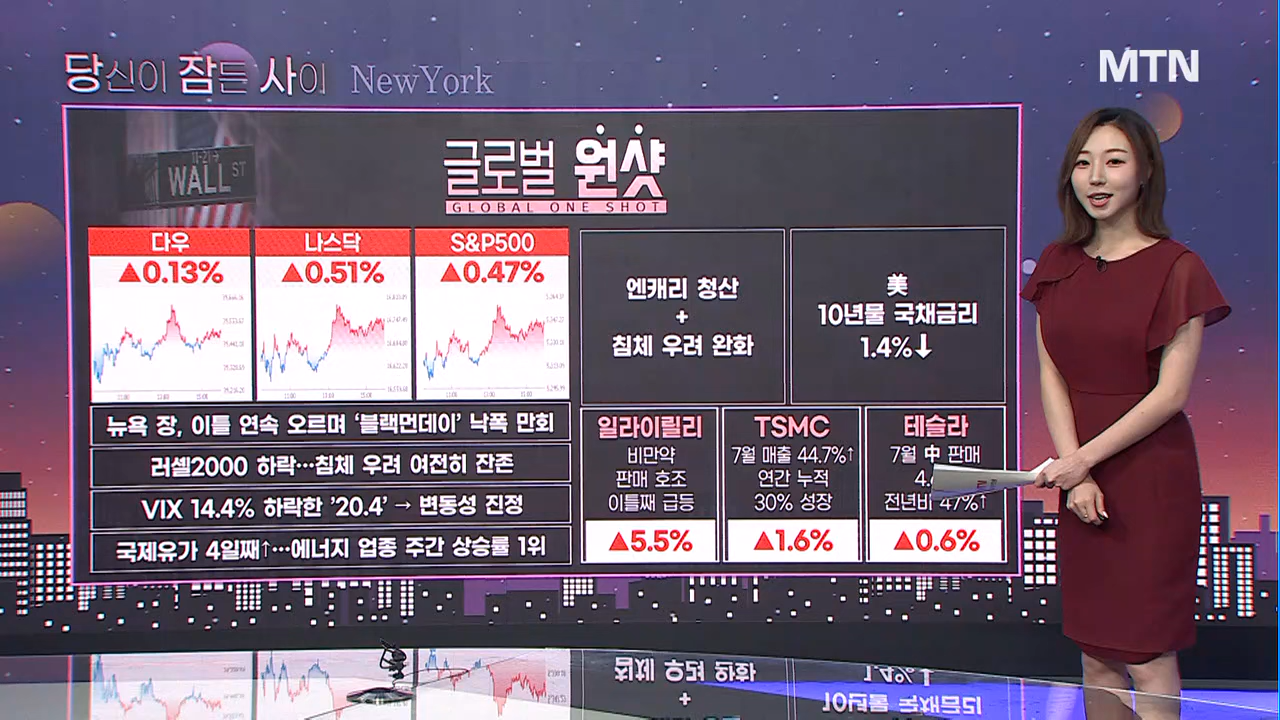 당신이 잠든 사이 NewYork
MTN
WALL ST
글로벌 원샷
GLOBAL ONE SHOT
다우
▲0.13%
나스닥
▲0.51%
S&P500
▲0.47%
엔캐리 청산
+
침체 우려 완화
美
10년물 국채금리
1.4%↓
뉴욕 장, 이틀 연속 오르며 '블랙먼데이' 낙폭 만회
러셀2000 하락…침체 우려 여전히 잔존
VIX 14.4% 하락한 '20.4' → 변동성 진정
국제유가 4일째↑…에너지 업종 주간 상승률 1위
일라이릴리
비만약
판매 호조
이틀째 급등
▲5.5%
TSMC
7월 매출 44.7%↑
연간 누적
30% 성장
▲1.6%
테슬라
7월 中 판매
전년비 47%↑
▲0.6%